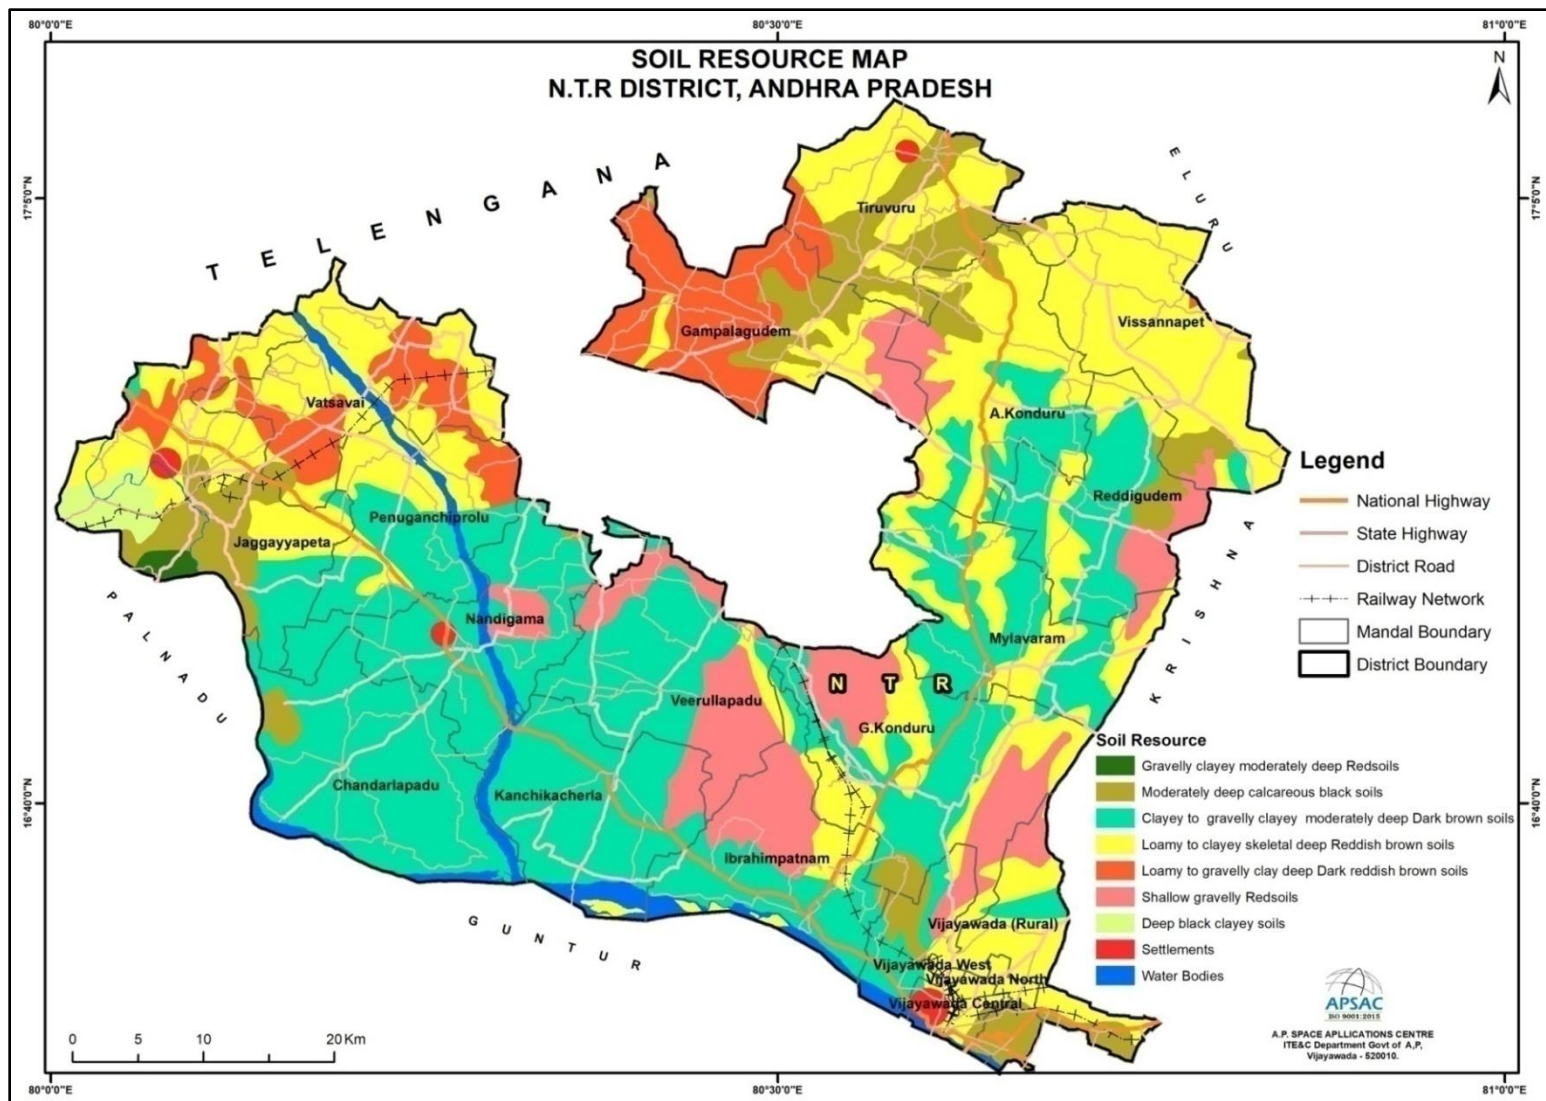 80°0'0"E
80°30'0"E
81°0'0"E
SOIL RESOURCE MAP
N.T.R DISTRICT, ANDHRA PRADESH
N
17°5'0"N
17°5'0"N
TELENGANA
ELURU
Tiruvuru
Vissannapet
Gampalagudem
Vatsavai
A.Konduru
Reddigudem
Penuganchiprolu
Jaggayyapeta
KRISHNA
PALNADU
Nandigama
Mylavaram
NTR
Veerullapadu
G.Konduru
Chandarlapadu
Kanchikacherla
16°40'0"N
16°40'0"N
Ibrahimpatnam
GUNTUR
Vijayawada (Rural)
Vijayawada West
Vijayawada North
Vijayawada Central
Legend
National Highway
State Highway
District Road
Railway Network
Mandal Boundary
District Boundary
Soil Resource
Gravelly clayey moderately deep Redsoils
Moderately deep calcareous black soils
Clayey to gravelly clayey moderately deep Dark brown soils
Loamy to clayey skeletal deep Reddish brown soils
Loamy to gravelly clay deep Dark reddish brown soils
Shallow gravelly Redsoils
Deep black clayey soils
Settlements
Water Bodies
APSAC
ISO 9001:2015
A.P. SPACE APLLICATIONS CENTRE
ITE&C Department Govt of A,P,
Vijayawada - 520010.
0 5 10 20 Km
80°0'0"E
80°30'0"E
81°0'0"E